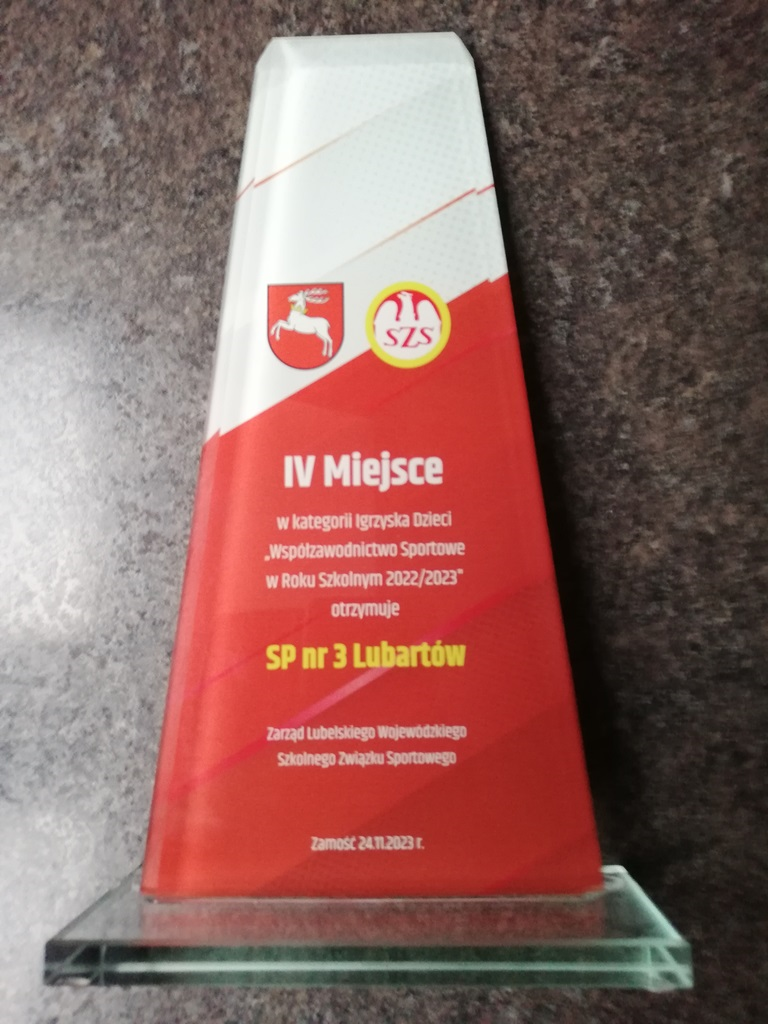 SZS
IV Miejsce
w kategorii Igrzyska Dzieci
„Współzawodnictwo Sportowe
w Roku Szkolnym 2022/2023"
otrzymuje
SP nr 3 Lubartów
Zarząd Lubelskiego Wojewódzkiego
Szkolnego Związku Sportowego
Zamość 24.11.2023 r.